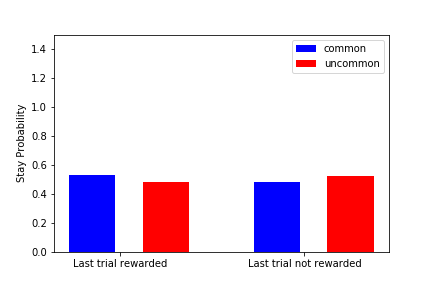 1.4
1.2
1.0
0.8
0.6
0.4
0.2
0.0
Stay Probability
common
uncommon
Last trial rewarded
Last trial not rewarded